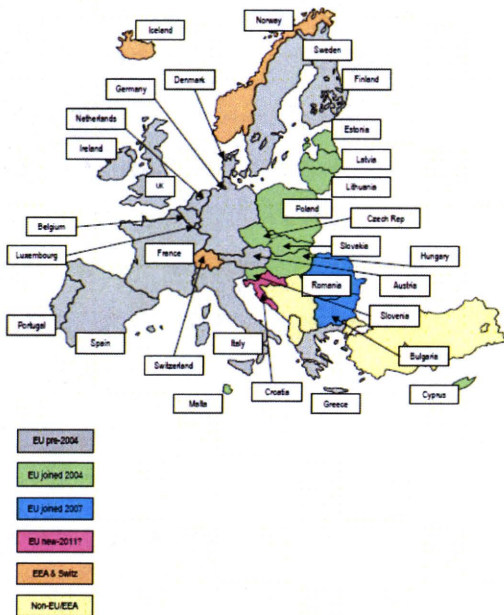 Iceland
Norway
Sweden
Denmark
Finland
Germany
Netherlands
Estonia
Ireland
Latvia
UK
Lithuania
Poland
Belgium
Czech Rep
Luxembourg
France
Slovakia
Hungary
Romania
Austria
Portugal
Spain
Italy
Slovenia
Switzerland
Bulgaria
Croatia
Malta
Greece
Cyprus
EU pre-2004
EU joined 2004
EU joined 2007
EU new-2011?
EEA & Switz
Non-EU/EEA